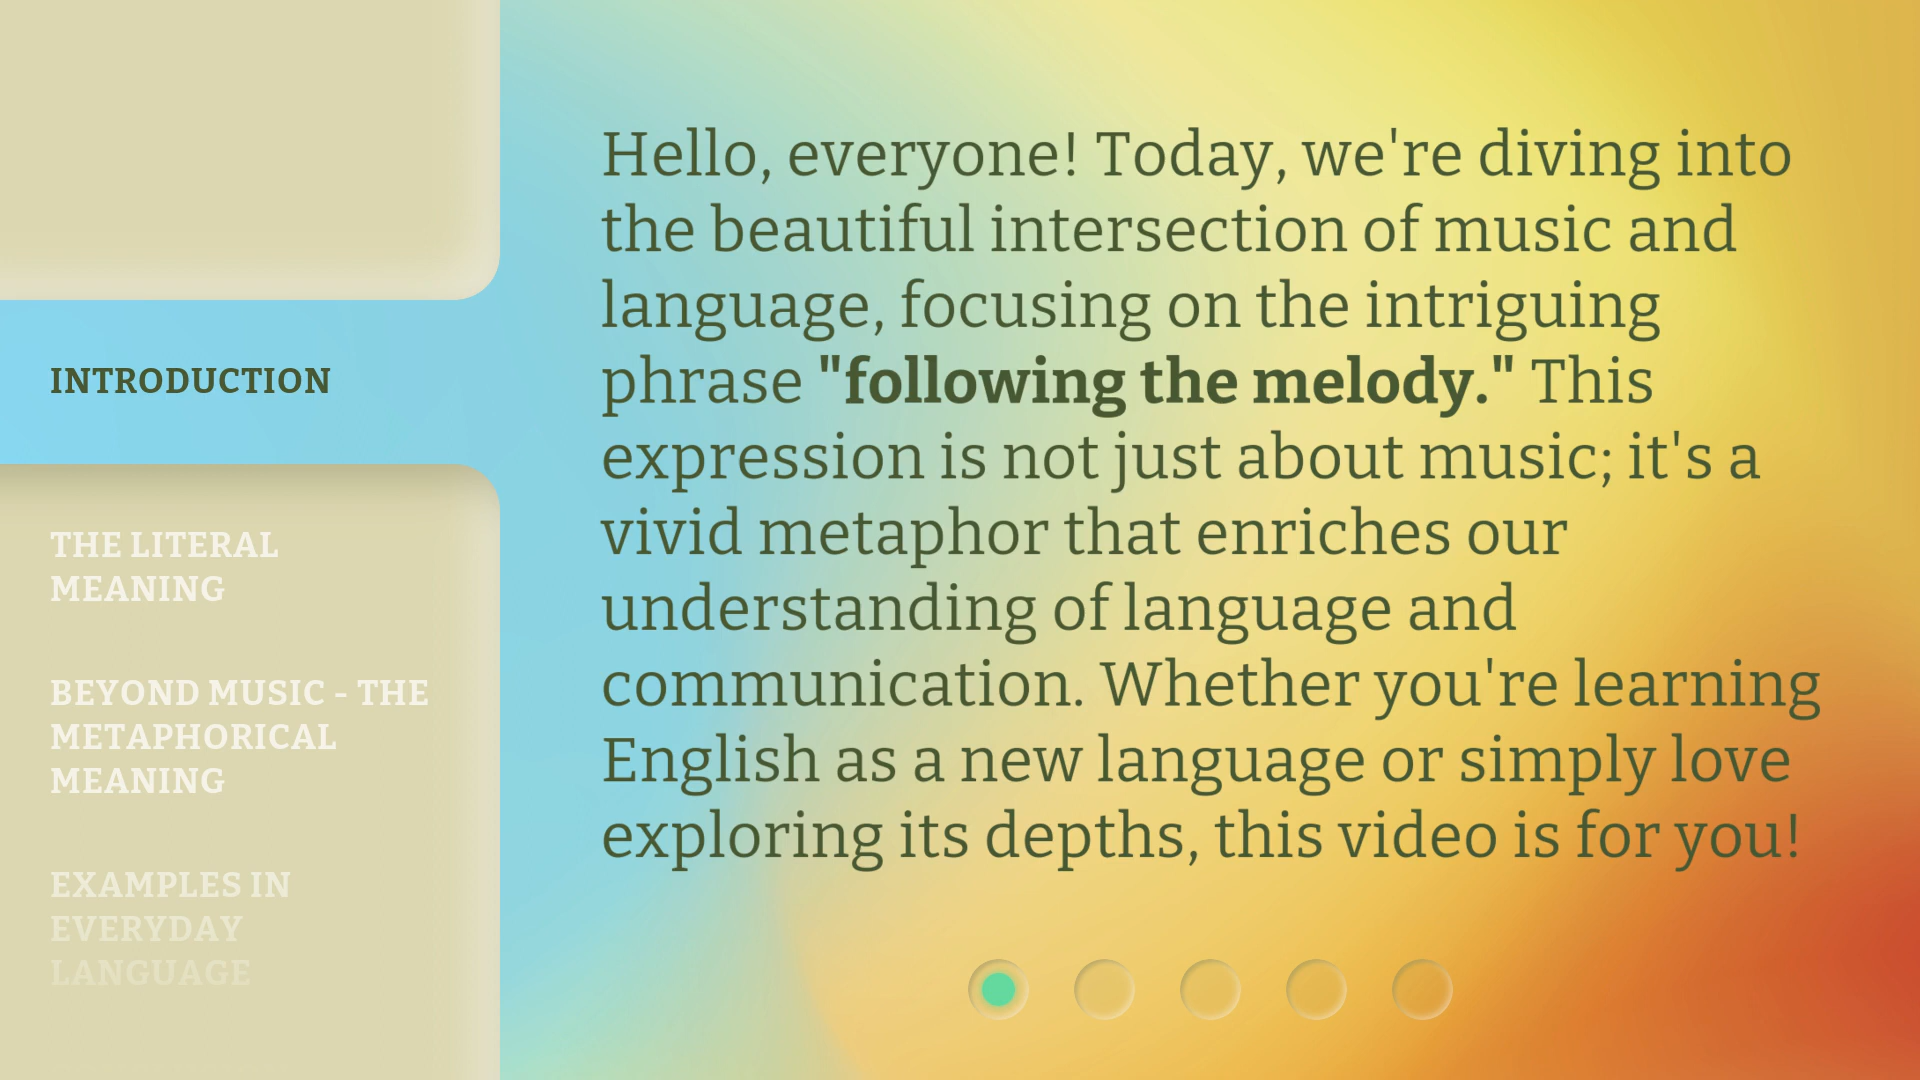 INTRODUCTION
THE LITERAL
MEANING
BEYOND MUSIC - THE
METAPHORICAL
MEANING
EXAMPLES IN
EVERYDAY
LANGUAGE
Hello, everyone! Today, we're diving into
the beautiful intersection of music and
language, focusing on the intriguing
phrase "following the melody." This
expression is not just about music; it's a
vivid metaphor that enriches our
understanding of language and
communication. Whether you're learning
English as a new language or simply love
exploring its depths, this video is for you!